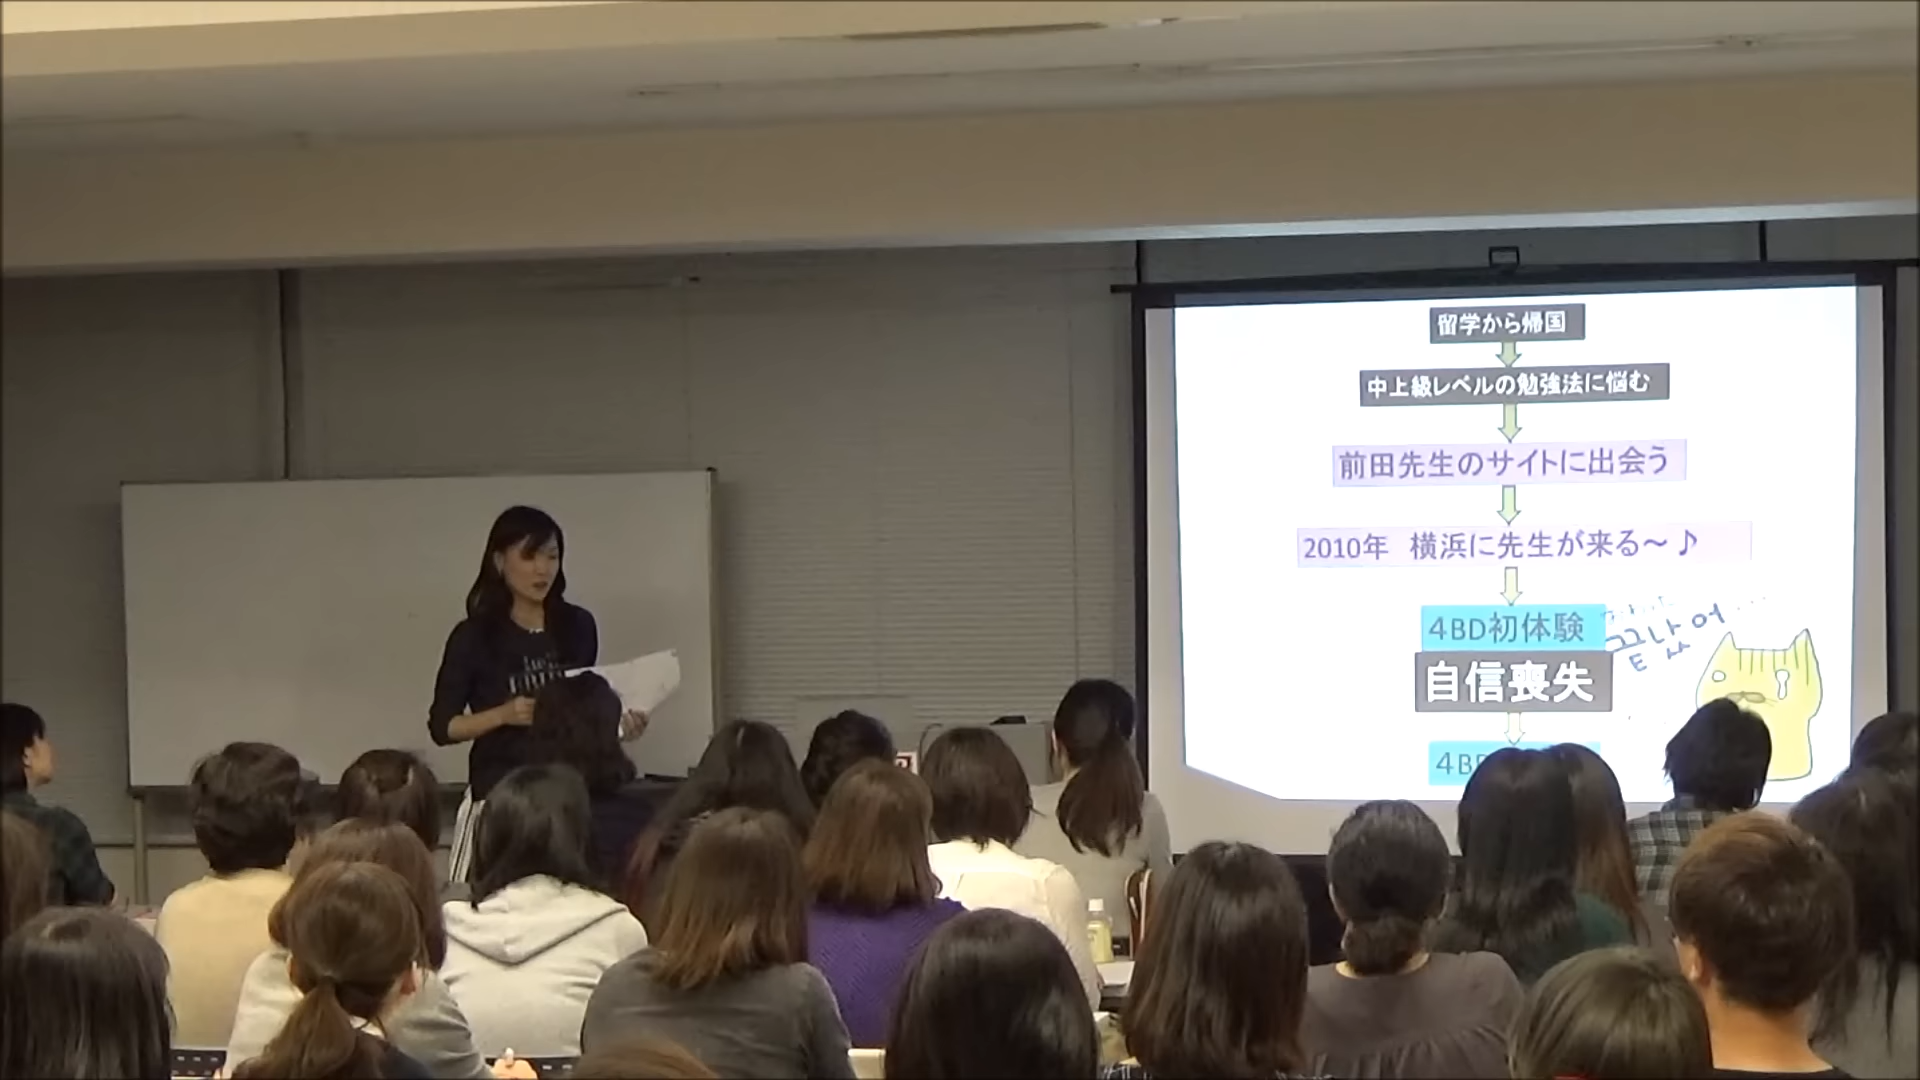 留学から帰国
中上級レベルの勉強法に悩む
前田先生のサイトに出会う
2010年 横浜に先生が来る～♪
4BD初体験
自信喪失